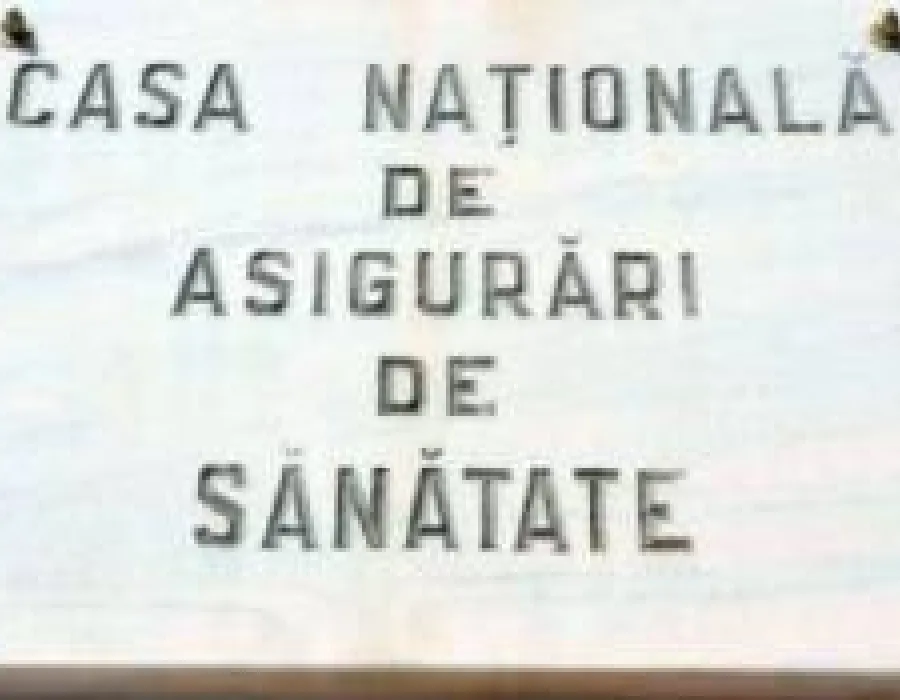 CASA NAȚIONALĂ
DE
ASIGURĂRI
DE
SĂNĂTATE